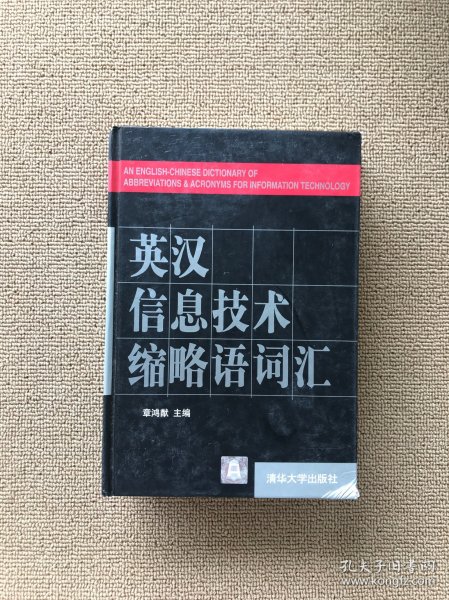 AN ENGLISH-CHINESE DICTIONARY OF
ABBREVIATIONS & ACRONYMS FOR INFORMATION TECHNOLOGY
英汉
信息技术
缩略语词汇
章鸿猷 主编
清华大学出版社
孔夫子旧书网
www.kongfz.com